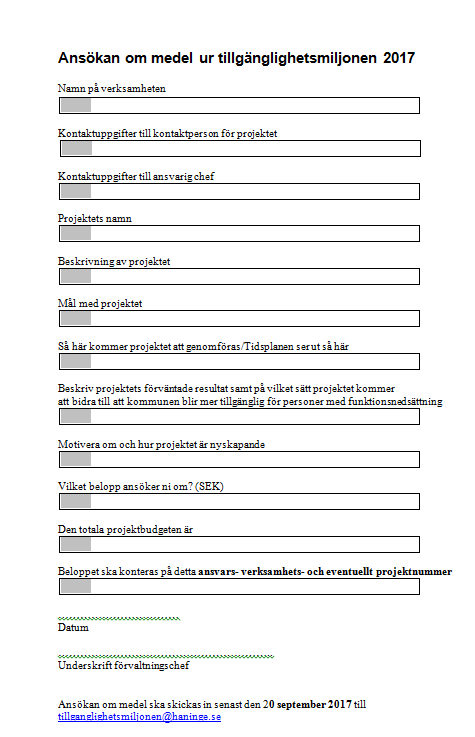 Ansökan om medel ur tillgänglighetsmiljonen 2017
Namn på verksamheten
Kontaktuppgifter till kontaktperson för projektet
Kontaktuppgifter till ansvarig chef
Projektets namn
Beskrivning av projektet
Mål med projektet
Så här kommer projektet att genomföras/Tidsplanen ser ut så här
Beskriv projektets förväntade resultat samt på vilket sätt projektet kommer
att bidra till att kommunen blir mer tillgänglig för personer med funktionsnedsättning
Motivera om och hur projektet är nyskapande
Vilket belopp ansöker ni om? (SEK)
Den totala projektbudgeten är
Beloppet ska konteras på detta ansvars- verksamhets- och eventuellt projektnummer
Datum
Underskrift förvaltningschef
Ansökan om medel ska skickas in senast den 20 september 2017 till
tillganglighetsmiljonen@haninge.se